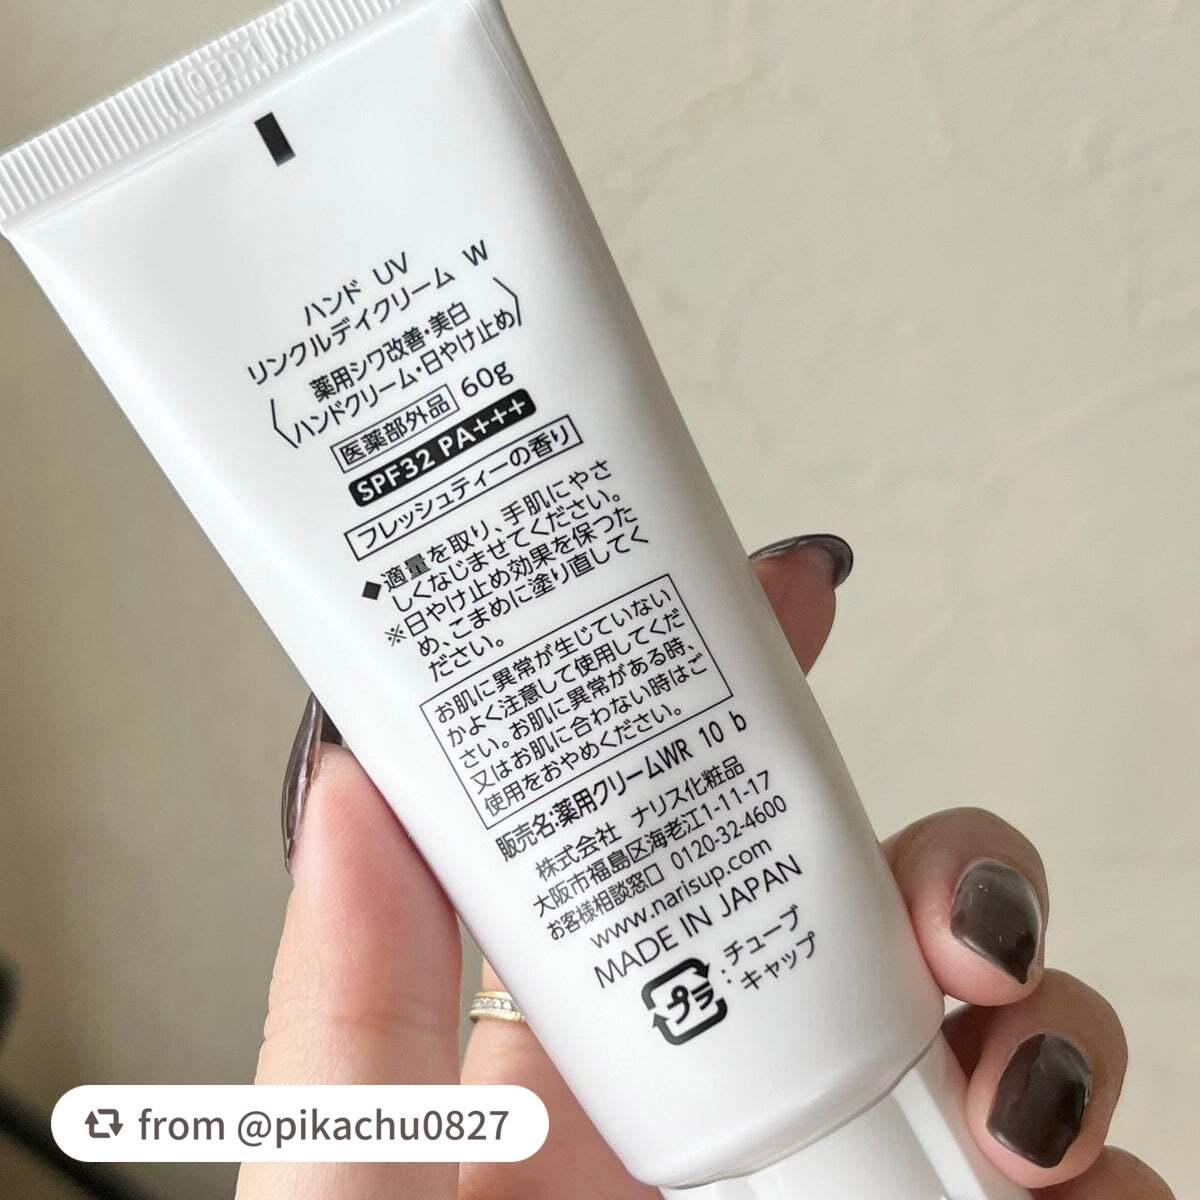 ハンド UV
リンクルデイクリーム W
薬用シワ改善・美白
ハンドクリーム・日やけ止め
医薬部外品 60g
SPF32 PA+++
フレッシュティーの香り
◆適量を取り、手肌にやさ
しくなじませてください。
※日やけ止め効果を保つた
め、こまめに塗り直してく
ださい。
お肌に異常が生じていない
かよく注意して使用してくだ
さい。お肌に異常がある時、
又はお肌に合わない時はご
使用をおやめください。
販売名:薬用クリームWR 10 b
株式会社 ナリス化粧品
大阪市福島区海老江1-11-17
お客様相談窓口 0120-32-4600
www.narisup.com
MADE IN JAPAN
プラ :チューブ
:キャップ
from @pikachu0827